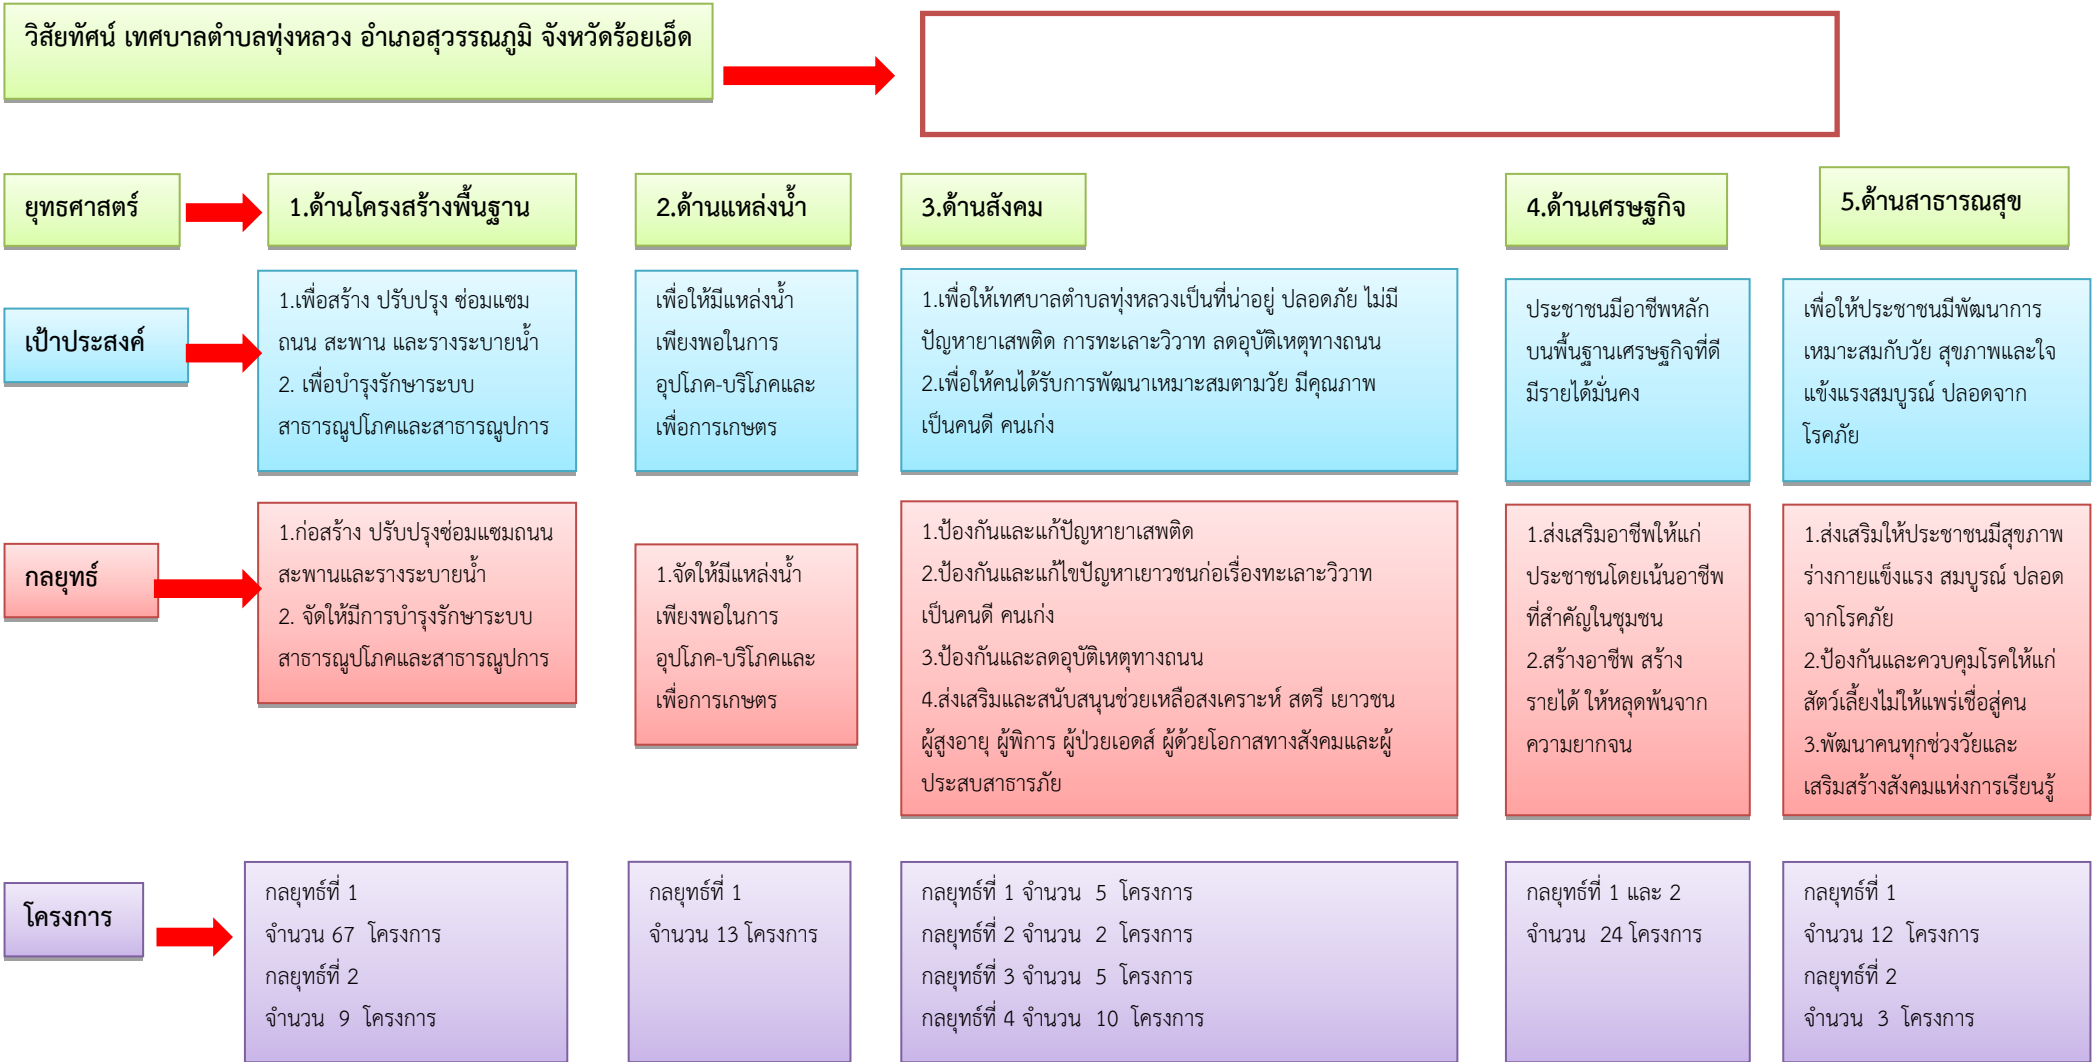 วิสัยทัศน์ เทศบาลตำบลทุ่งหลวง อำเภอสุวรรณภูมิ จังหวัดร้อยเอ็ด
ยุทธศาสตร์
1.ด้านโครงสร้างพื้นฐาน
2.ด้านแหล่งน้ำ
3.ด้านสังคม
4.ด้านเศรษฐกิจ
5.ด้านสาธารณสุข
เป้าประสงค์
1.เพื่อสร้าง ปรับปรุง ซ่อมแซม
ถนน สะพาน และรางระบายน้ำ
2. เพื่อบำรุงรักษาระบบ
สาธารณูปโภคและสาธารณูปการ
เพื่อให้มีแหล่งน้ำ
เพียงพอในการ
อุปโภค-บริโภคและ
เพื่อการเกษตร
1.เพื่อให้เทศบาลตำบลทุ่งหลวงเป็นที่น่าอยู่ ปลอดภัย ไม่มี
ปัญหายาเสพติด การทะเลาะวิวาท ลดอุบัติเหตุทางถนน
2.เพื่อให้คนได้รับการพัฒนาเหมาะสมตามวัย มีคุณภาพ
เป็นคนดี คนเก่ง
ประชาชนมีอาชีพหลัก
บนพื้นฐานเศรษฐกิจที่ดี
มีรายได้มั่นคง
เพื่อให้ประชาชนมีพัฒนาการ
เหมาะสมกับวัย สุขภาพและใจ
แข้งแรงสมบูรณ์ ปลอดจาก
โรคภัย
กลยุทธ์
1.ก่อสร้าง ปรับปรุงซ่อมแซมถนน
สะพานและรางระบายน้ำ
2. จัดให้มีการบำรุงรักษาระบบ
สาธารณูปโภคและสาธารณูปการ
1.จัดให้มีแหล่งน้ำ
เพียงพอในการ
อุปโภค-บริโภคและ
เพื่อการเกษตร
1.ป้องกันและแก้ปัญหายาเสพติด
2.ป้องกันและแก้ไขปัญหาเยาวชนก่อเรื่องทะเลาะวิวาท
เป็นคนดี คนเก่ง
3.ป้องกันและลดอุบัติเหตุทางถนน
4.ส่งเสริมและสนับสนุนช่วยเหลือสงเคราะห์ สตรี เยาวชน
ผู้สูงอายุ ผู้พิการ ผู้ป่วยเอดส์ ผู้ด้วยโอกาสทางสังคมและผู้
ประสบสาธารภัย
1.ส่งเสริมอาชีพให้แก่
ประชาชนโดยเน้นอาชีพ
ที่สำคัญในชุมชน
2.สร้างอาชีพ สร้าง
รายได้ ให้หลุดพ้นจาก
ความยากจน
1.ส่งเสริมให้ประชาชนมีสุขภาพ
ร่างกายแข็งแรง สมบูรณ์ ปลอด
จากโรคภัย
2.ป้องกันและควบคุมโรคให้แก่
สัตว์เลี้ยงไม่ให้แพร่เชื่อสู่คน
3.พัฒนาคนทุกช่วงวัยและ
เสริมสร้างสังคมแห่งการเรียนรู้
โครงการ
กลยุทธ์ที่ 1
จำนวน 67 โครงการ
กลยุทธ์ที่ 2
จำนวน 9 โครงการ
กลยุทธ์ที่ 1
จำนวน 13 โครงการ
กลยุทธ์ที่ 1 จำนวน 5 โครงการ
กลยุทธ์ที่ 2 จำนวน 2 โครงการ
กลยุทธ์ที่ 3 จำนวน 5 โครงการ
กลยุทธ์ที่ 4 จำนวน 10 โครงการ
กลยุทธ์ที่ 1 และ 2
จำนวน 24 โครงการ
กลยุทธ์ที่ 1
จำนวน 12 โครงการ
กลยุทธ์ที่ 2
จำนวน 3 โครงการ